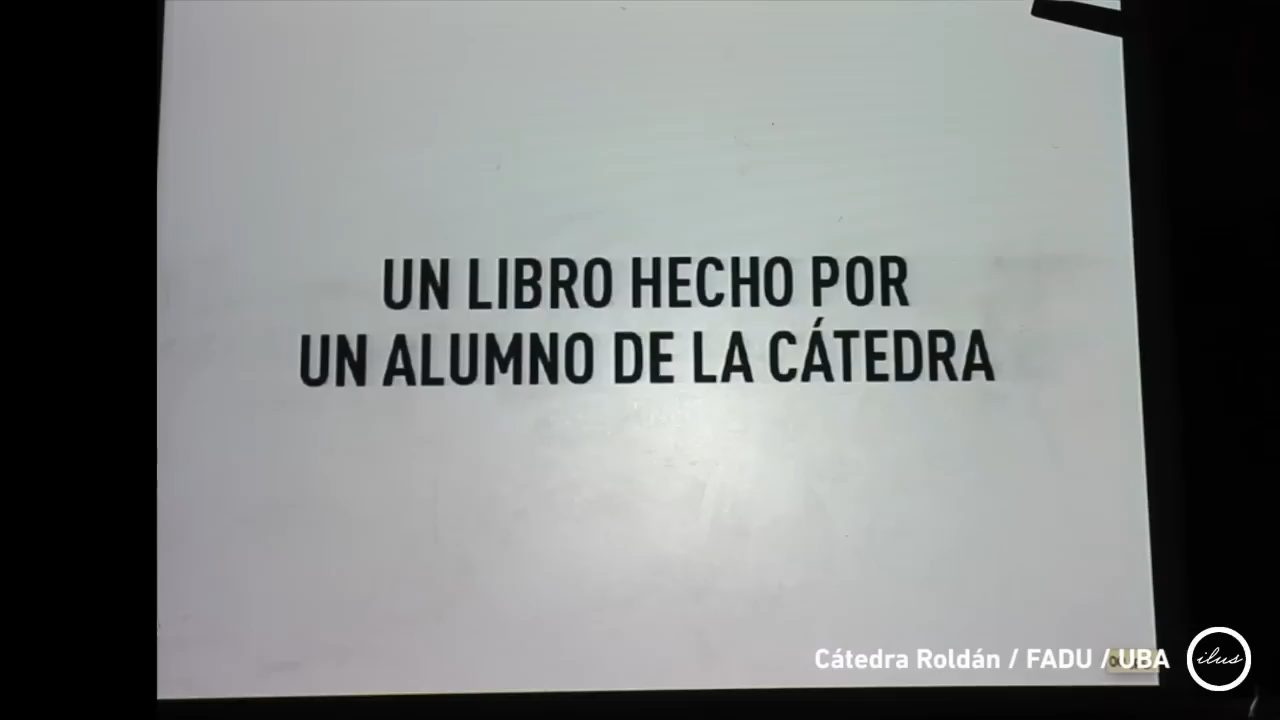 UN LIBRO HECHO POR
UN ALUMNO DE LA CÁTEDRA
Cátedra Roldán / FADU / UBA
ilus